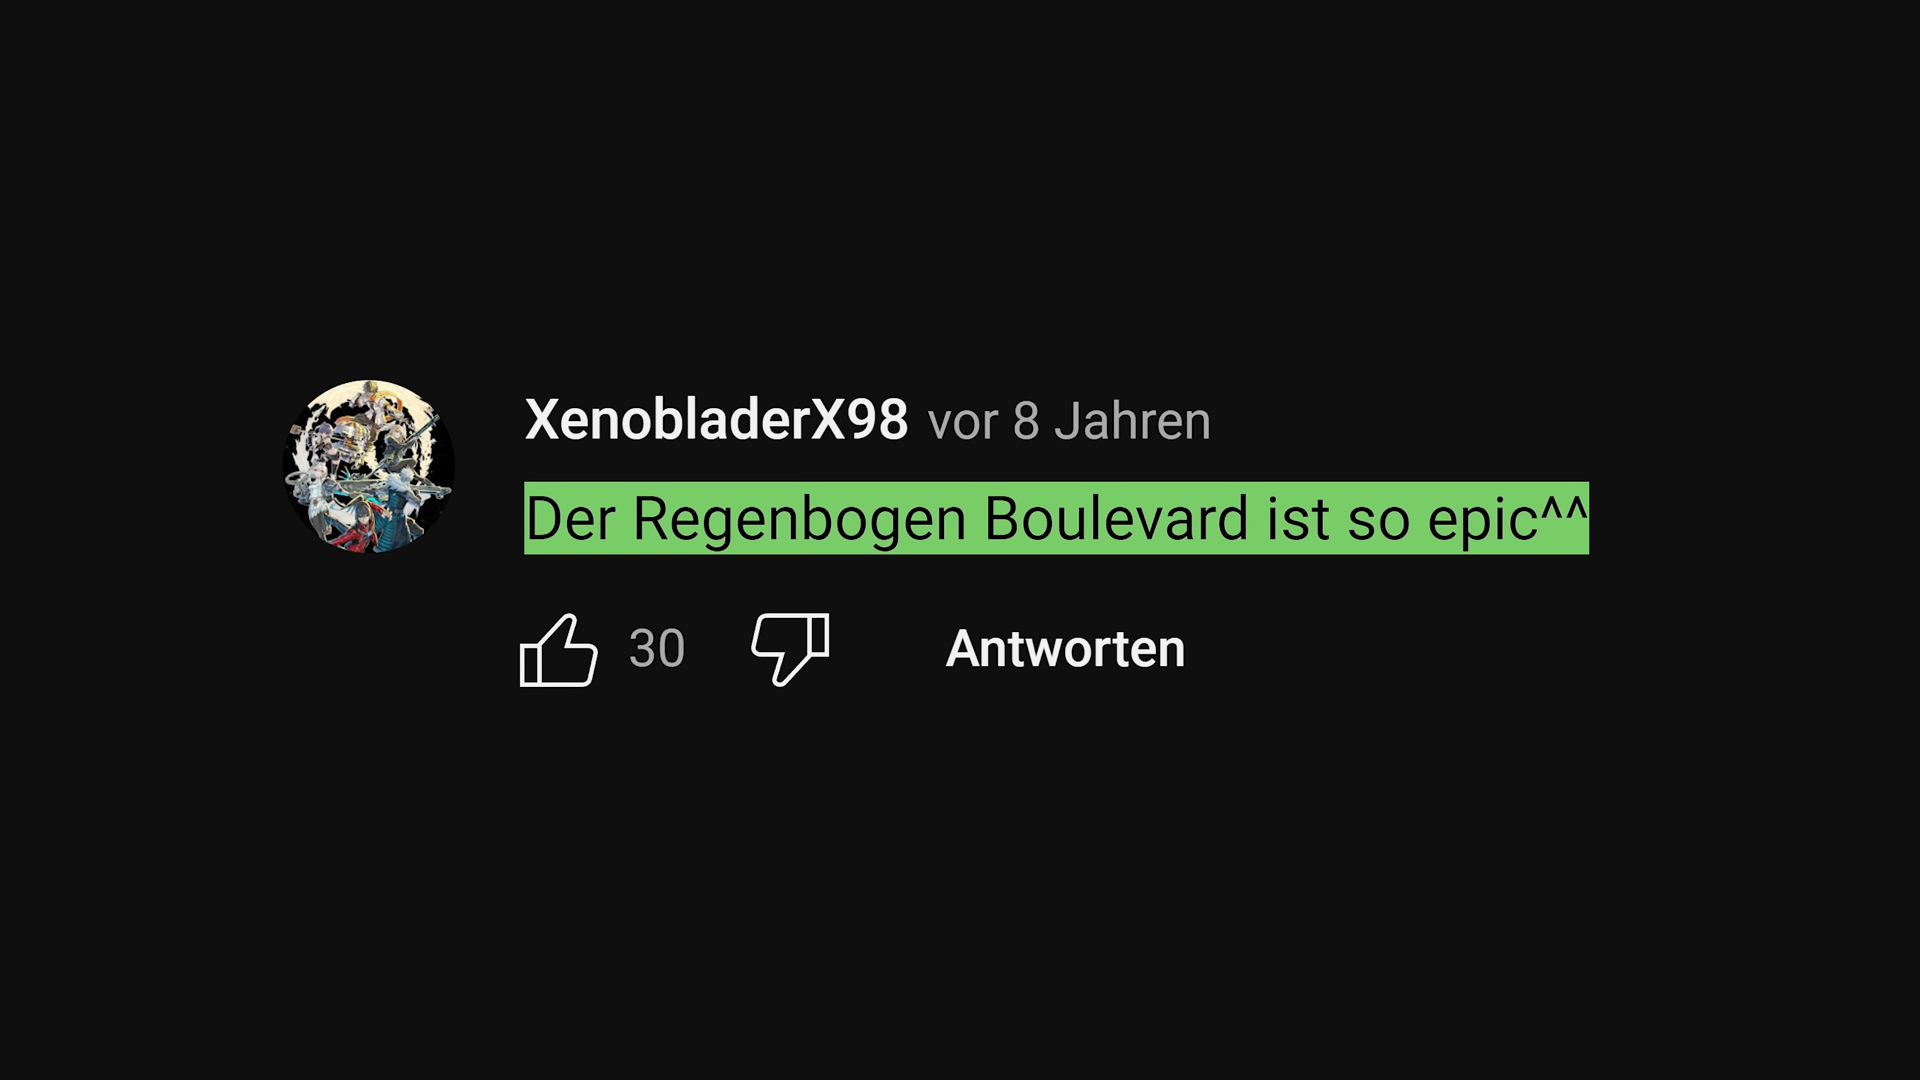 XenobladerX98 vor 8 Jahren
Der Regenbogen Boulevard ist so epic^^
30 Antworten